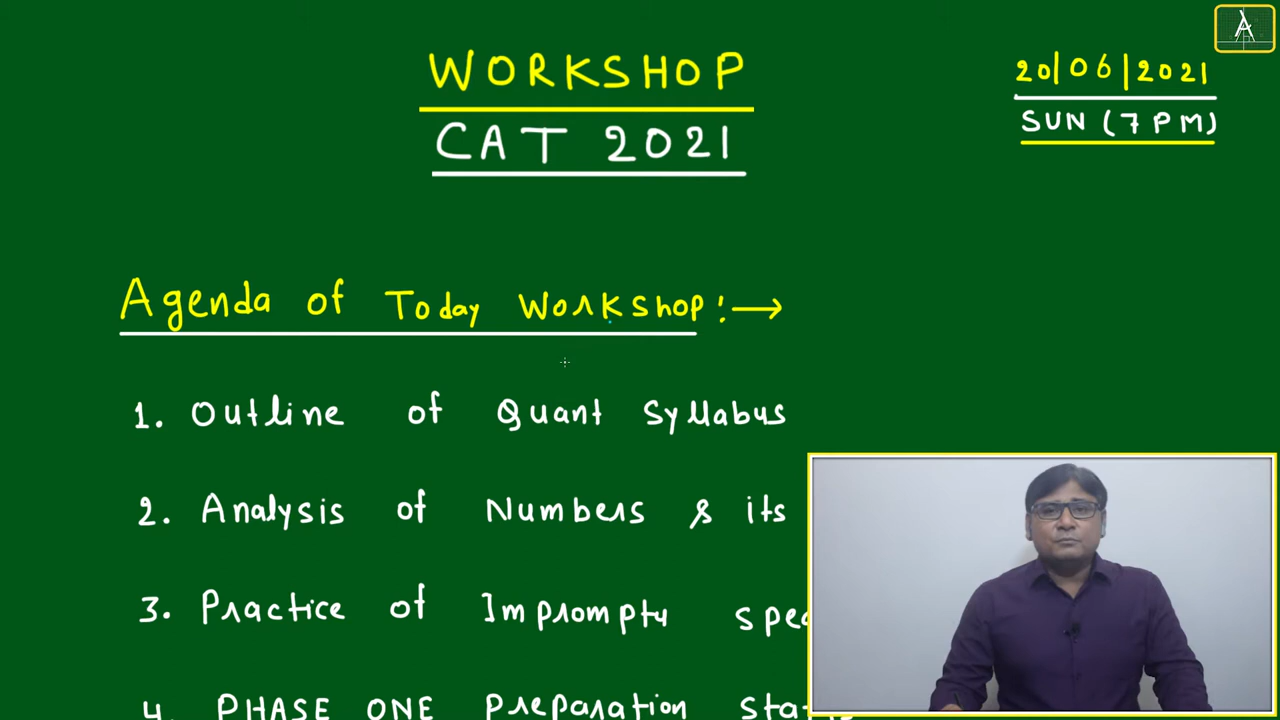 WORKSHOP
CAT 2021
20/06/2021
SUN (7 PM)
Agenda of Today Workshop :→
1. Outline of Quant Syllabus
2. Analysis of Numbers & its
3. Practice of Impromptu
4. PHASE ONE Preparation